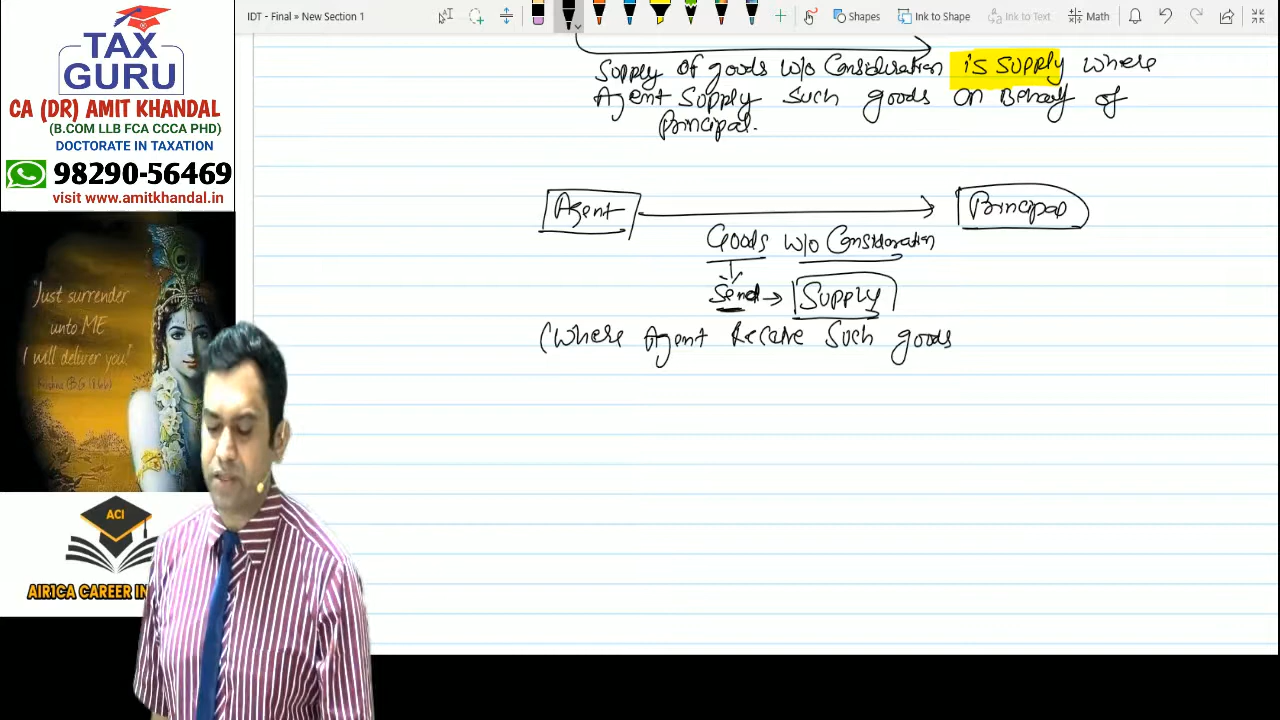 IDT - Final » New Section 1
Shapes
Ink to Shape
Ink to Text
Math
TAX
GURU
CA (DR) AMIT KHANDAL
(B.COM LLB FCA CCCA PHD)
DOCTORATE IN TAXATION
98290-56469
visit www.amitkhandal.in
"Just surrender
unto ME
I will deliver you"
ACI
AIR1CA CAREER IN
Supply of goods w/o Consideration is supply where
Agent Supply Such goods on Behalf of
Principal.
Agent
Principal
Goods w/o Consideration
Send → Supply
(Where Agent Receive Such goods